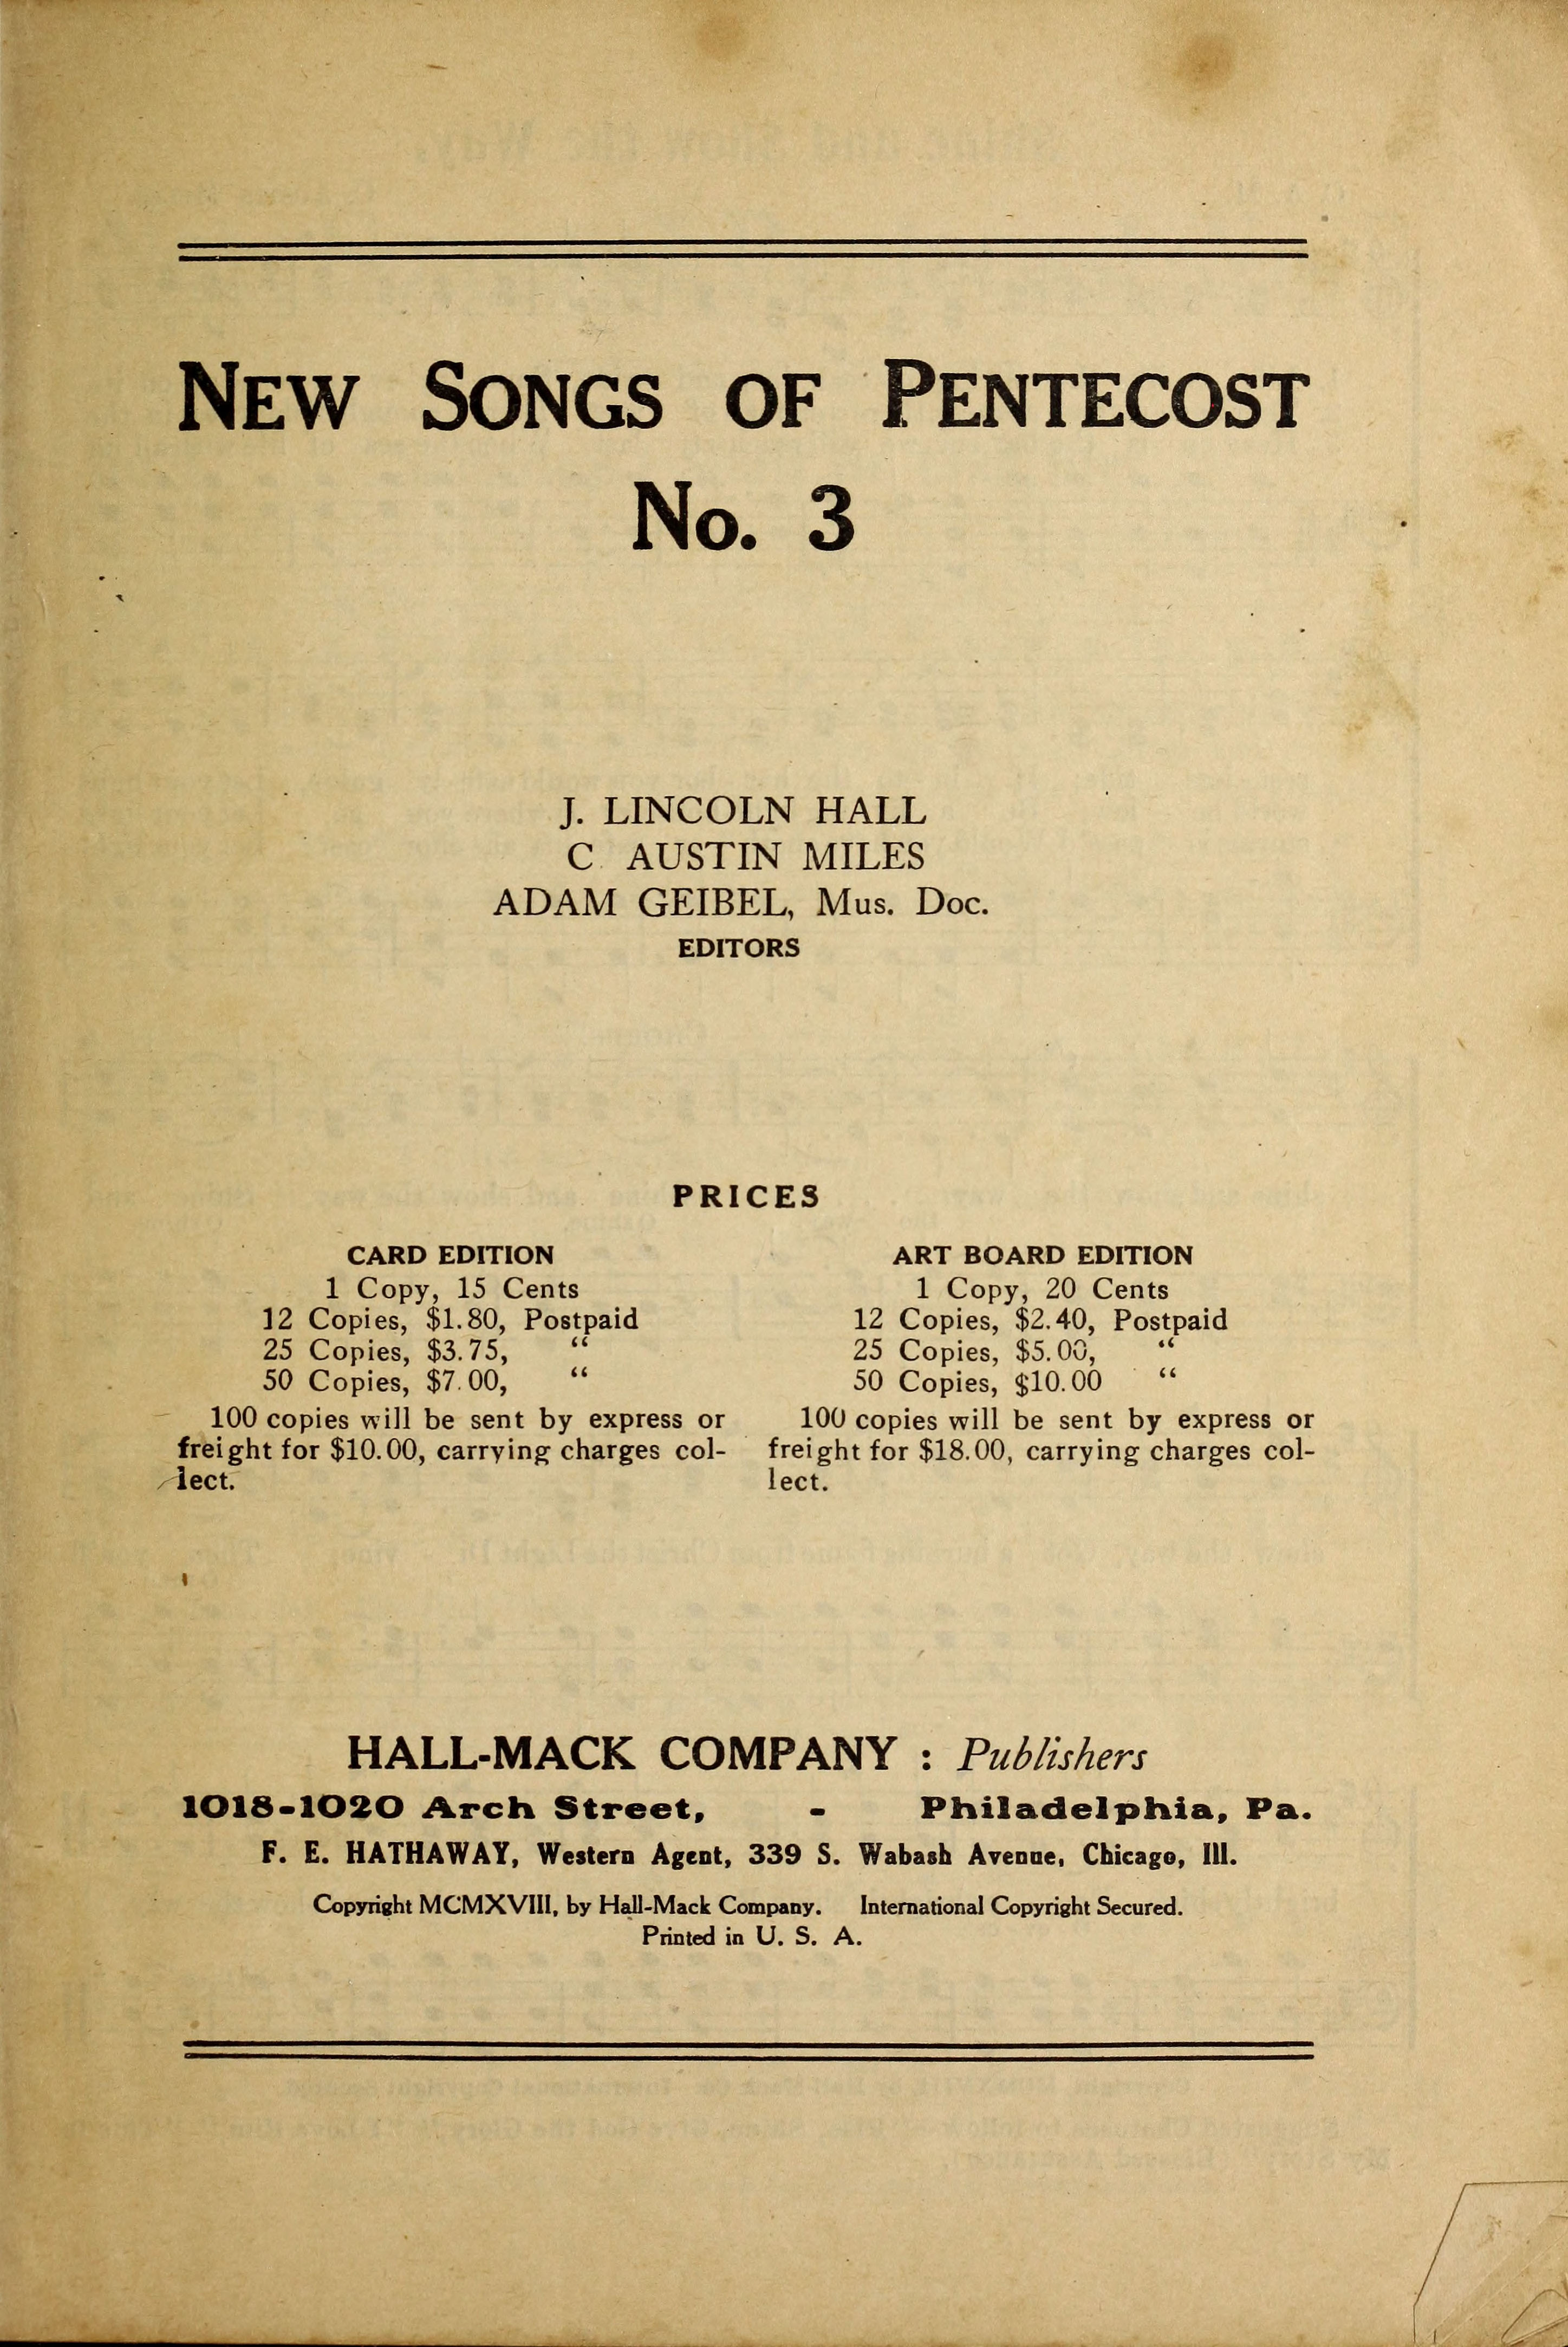 NEW SONGS OF PENTECOST
No. 3
J. LINCOLN HALL
C AUSTIN MILES
ADAM GEIBEL, Mus. Doc.
EDITORS
PRICES
CARD EDITION
1 Copy, 15 Cents
12 Copies, $1.80, Postpaid
25 Copies, $3.75, “
50 Copies, $7.00, “
100 copies will be sent by express or
freight for $10.00, carrying charges col-
lect.
ART BOARD EDITION
1 Copy, 20 Cents
12 Copies, $2.40, Postpaid
25 Copies, $5.00, “
50 Copies, $10.00 “
100 copies will be sent by express or
freight for $18.00, carrying charges col-
lect.
HALL-MACK COMPANY : Publishers
1018-1020 Arch Street, - Philadelphia, Pa.
F. E. HATHAWAY, Western Agent, 339 S. Wabash Avenue, Chicago, Ill.
Copyright MCMXVIII, by Hall-Mack Company. International Copyright Secured.
Printed in U. S. A.